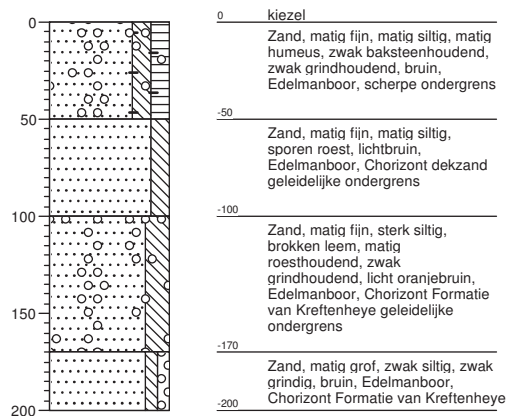 0
50
100
150
200
0 kiezel
Zand, matig fijn, matig siltig, matig
humeus, zwak baksteenhoudend,
zwak grindhoudend, bruin,
Edelmanboor, scherpe ondergrens
-50
Zand, matig fijn, matig siltig,
sporen roest, lichtbruin,
Edelmanboor, Chorizont dekzand
geleidelijke ondergrens
-100
Zand, matig fijn, sterk siltig,
brokken leem, matig
roesthoudend, zwak
grindhoudend, licht oranjebruin,
Edelmanboor, Chorizont Formatie
van Kreftenheye geleidelijke
ondergrens
-170
Zand, matig grof, zwak siltig, zwak
grindig, bruin, Edelmanboor,
Chorizont Formatie van Kreftenheye
-200